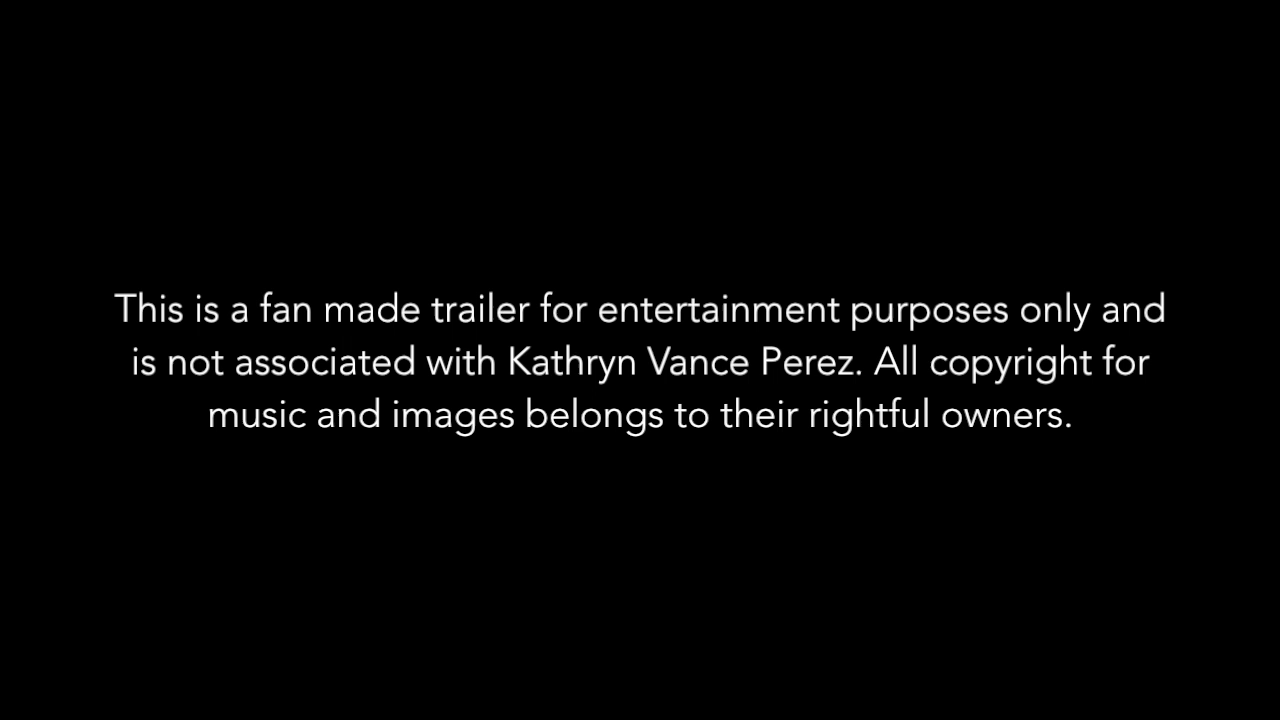 This is a fan made trailer for entertainment purposes only and
is not associated with Kathryn Vance Perez. All copyright for
music and images belongs to their rightful owners.